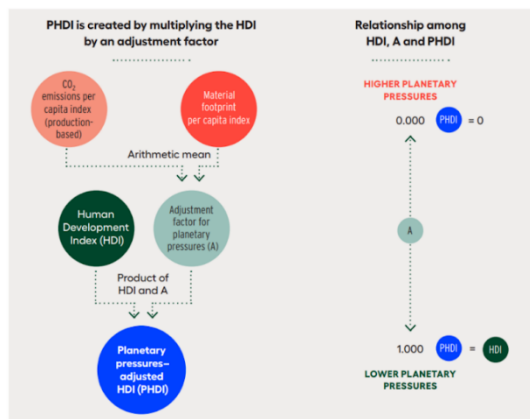 PHDI is created by multiplying the HDI
by an adjustment factor
CO₂
emissions per
capita index
(production-
based)
Material
footprint
per capita index
Arithmetic mean
Human
Development
Index (HDI)
Adjustment
factor for
planetary
pressures (A)
Product of
HDI and A
Planetary
pressures–
adjusted
HDI (PHDI)
Relationship among
HDI, A and PHDI
HIGHER PLANETARY
PRESSURES
0.000 PHDI = 0
A
1.000 PHDI = HDI
LOWER PLANETARY
PRESSURES